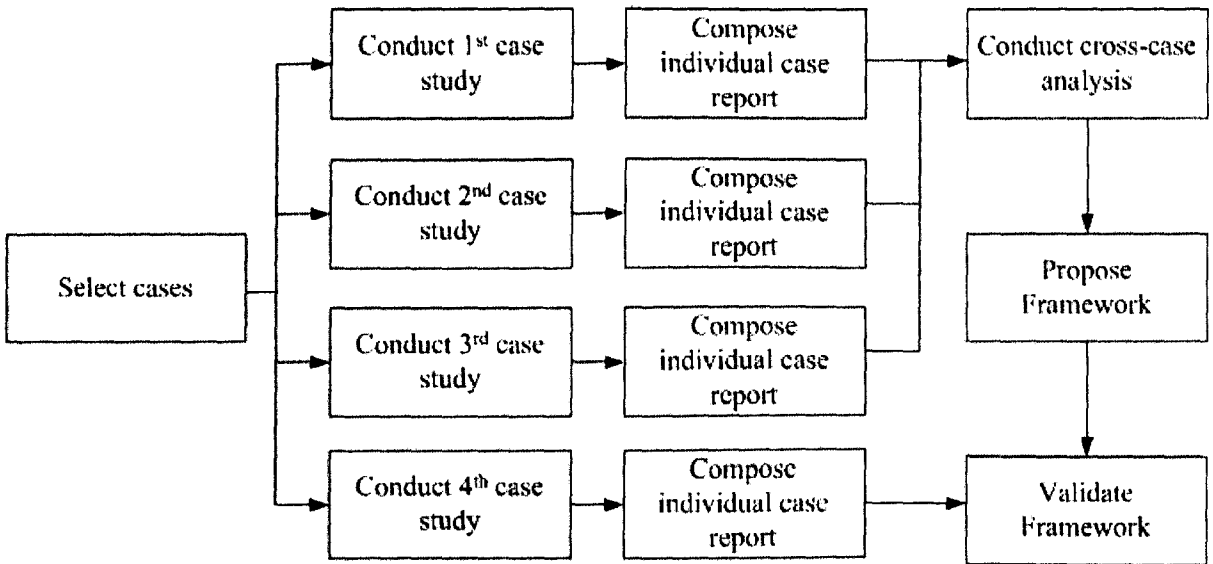 Conduct 1st case
study
Compose
individual case
report
Conduct cross-case
analysis
Conduct 2nd case
study
Compose
individual case
report
Select cases
Propose
Framework
Conduct 3rd case
study
Compose
individual case
report
Conduct 4th case
study
Compose
individual case
report
Validate
Framework